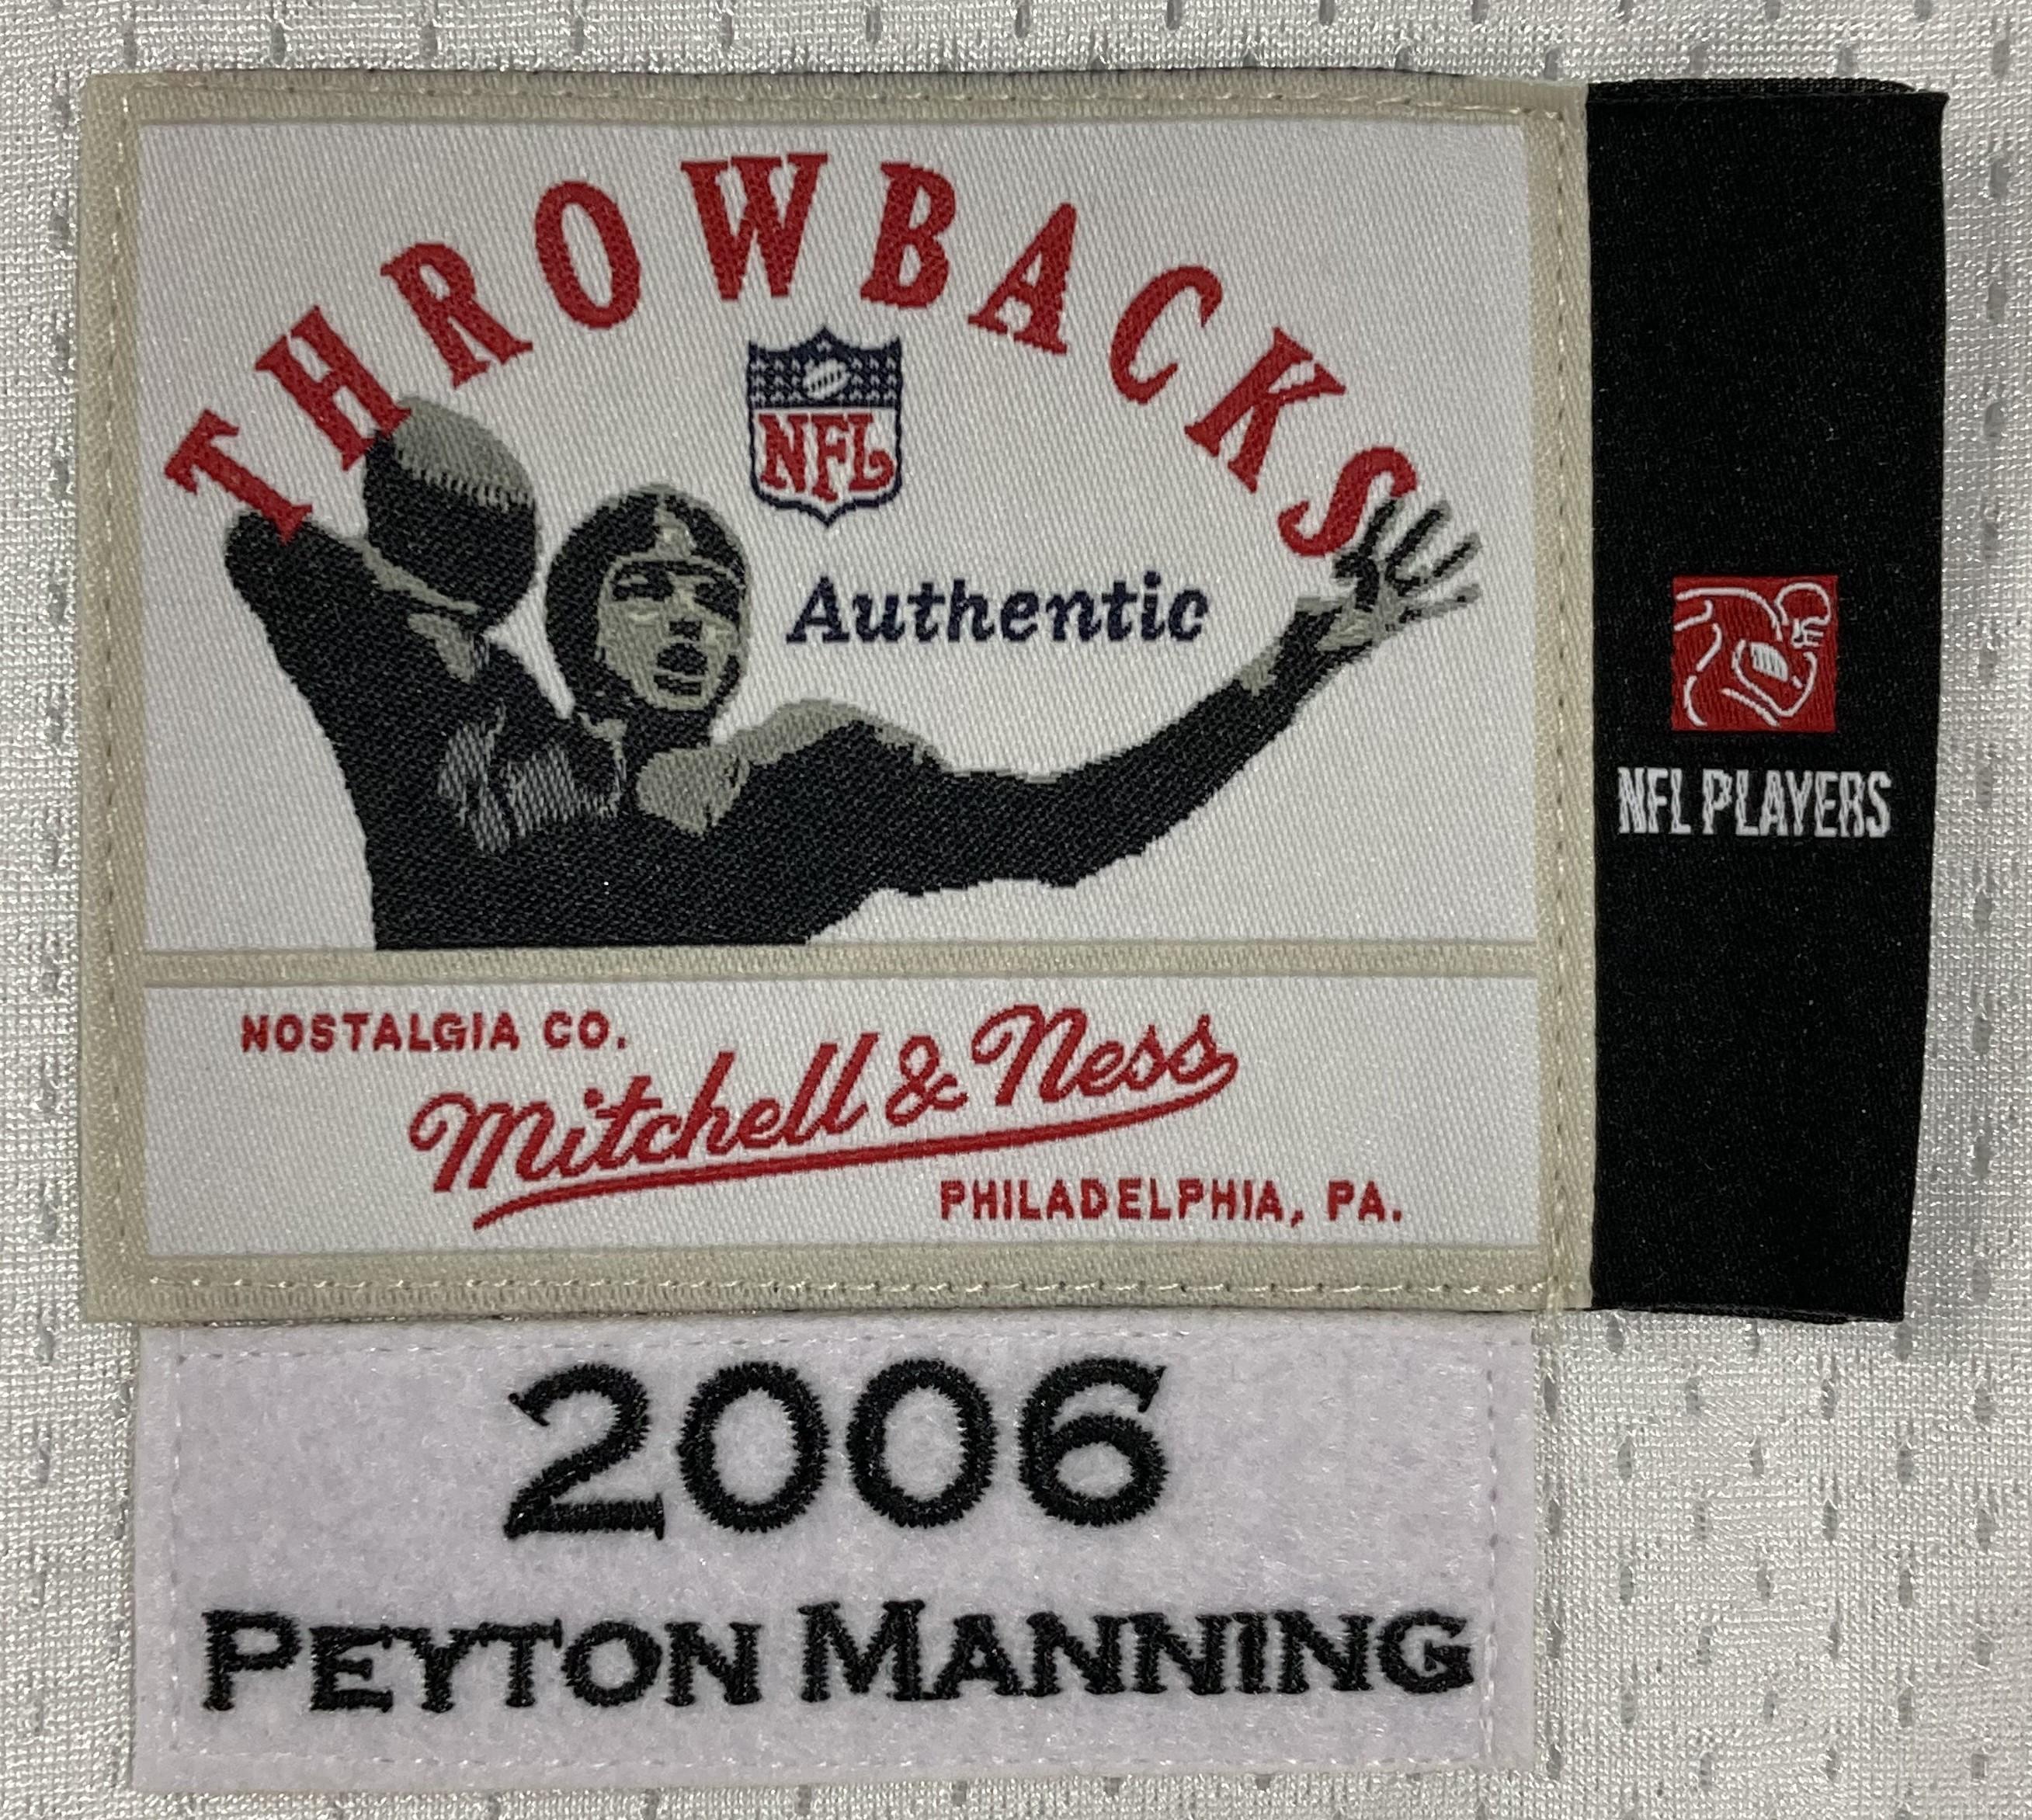 THROWBACKS
NFL
Authentic
NFL PLAYERS
NOSTALGIA CO.
Mitchell & Ness
PHILADELPHIA, PA.
2006
PEYTON MANNING